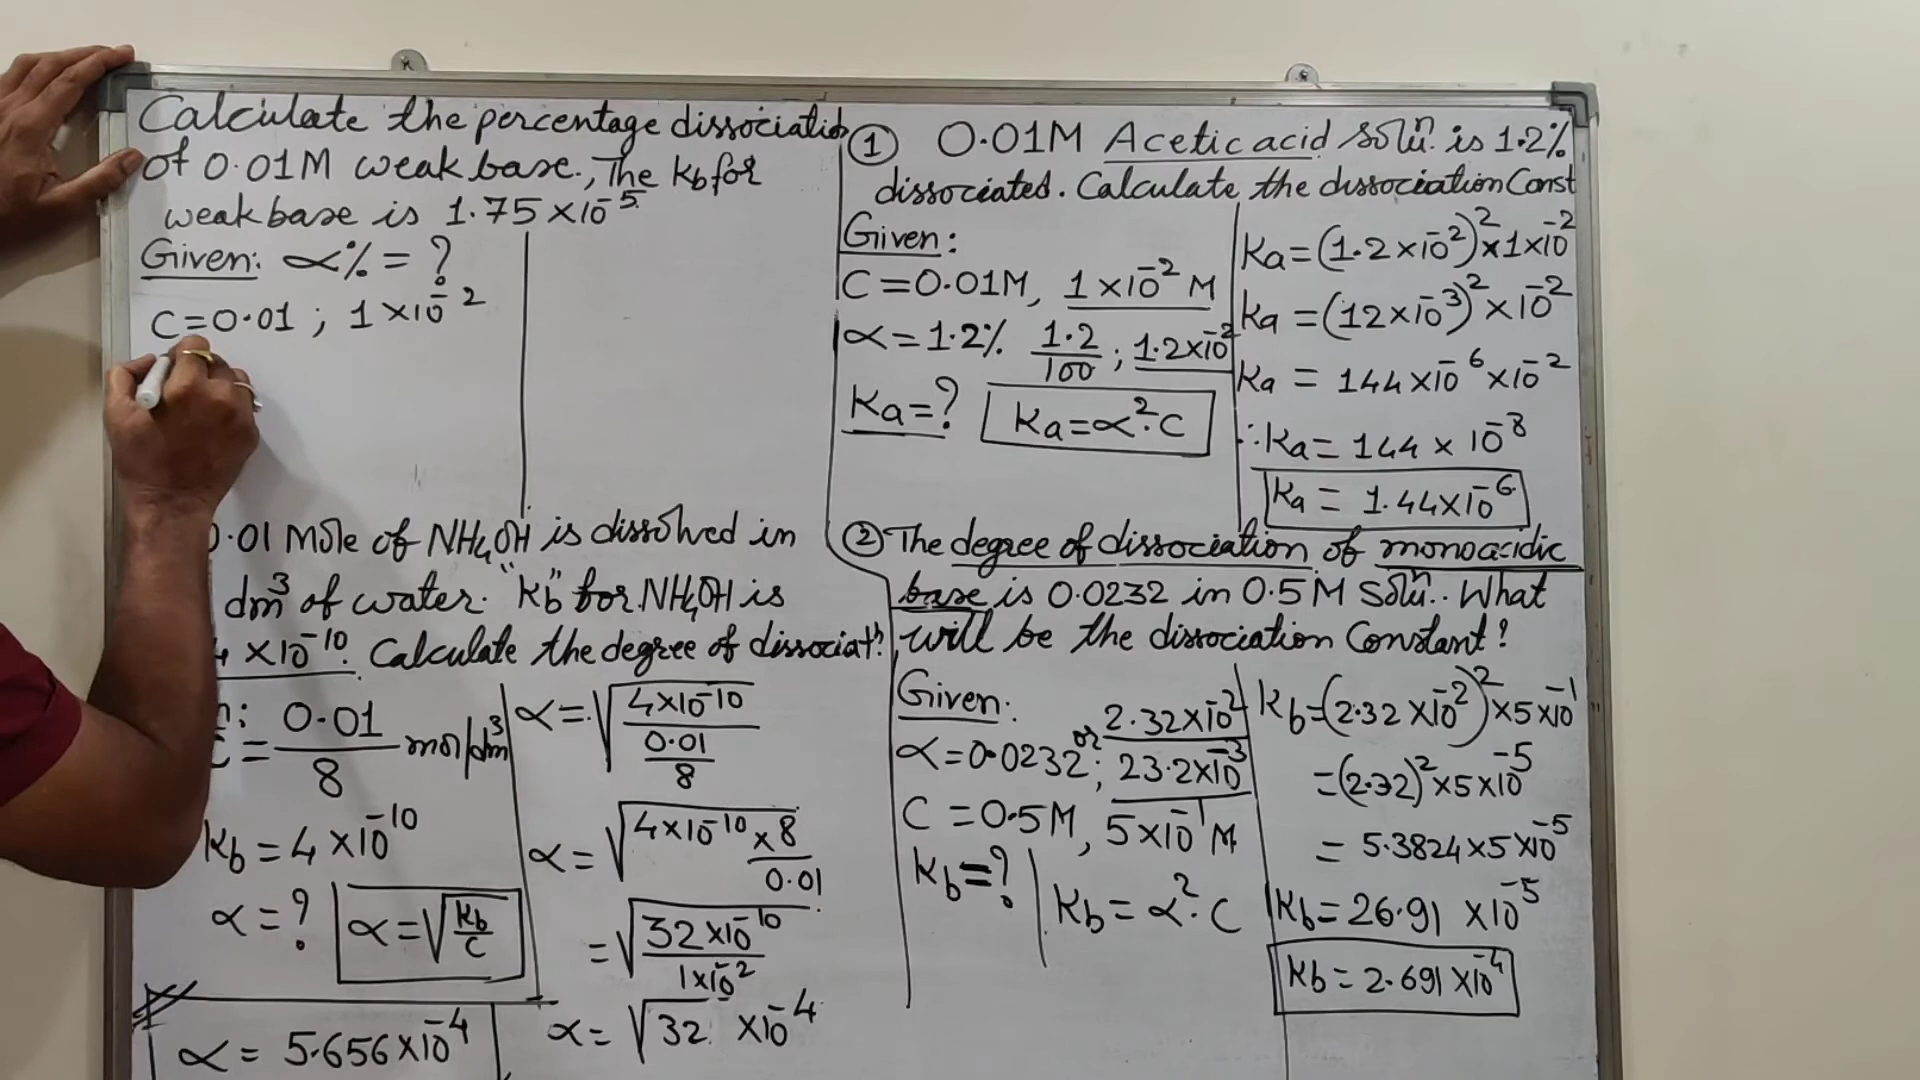 Calculate the percentage dissociation
of 0.01M weak base., The Kb for
weak base is 1.75×10⁻⁵.
Given: α% = ?
C=0.01 ; 1×10⁻²
0.01 Mole of NH₄OH is dissolved in
dm³ of water. "Kb" for NH₄OH is
4 ×10⁻¹⁰. Calculate the degree of dissociatⁿ.
n: 0.01
C = ― mol/dm³
8
Kb = 4 ×10⁻¹⁰
α = ? α=√(Kb/C)
α = √(4×10⁻¹⁰ / (0.01/8))
α = √(4×10⁻¹⁰ × 8/0.01)
= √(32×10⁻¹⁰ / 1×10⁻²)
α = √32 ×10⁻⁴
α = 5.656×10⁻⁴
① 0.01M Acetic acid solⁿ. is 1.2%
dissociated. Calculate the dissociation Const
Given:
C=0.01M, 1×10⁻² M
α=1.2% 1.2/100 ; 1.2×10⁻²
Ka=? Ka=α².C
Ka=(1.2×10⁻²)²×1×10⁻²
Ka=(12×10⁻³)²×10⁻²
Ka = 144×10⁻⁶×10⁻²
∴Ka= 144 × 10⁻⁸
Ka = 1.44×10⁻⁶
② The degree of dissociation of monoacidic
base is 0.0232 in 0.5M solⁿ.. What
will be the dissociation Constant?
Given:
α=0.0232; or 2.32×10⁻²
23.2×10⁻³
C = 0.5M, 5×10⁻¹ M
Kb=? Kb = α². C
Kb=(2.32×10⁻²)²×5×10⁻¹
=(2.32)²×5×10⁻⁵
= 5.3824×5×10⁻⁵
Kb=26.91 ×10⁻⁵
Kb= 2.691×10⁻⁴